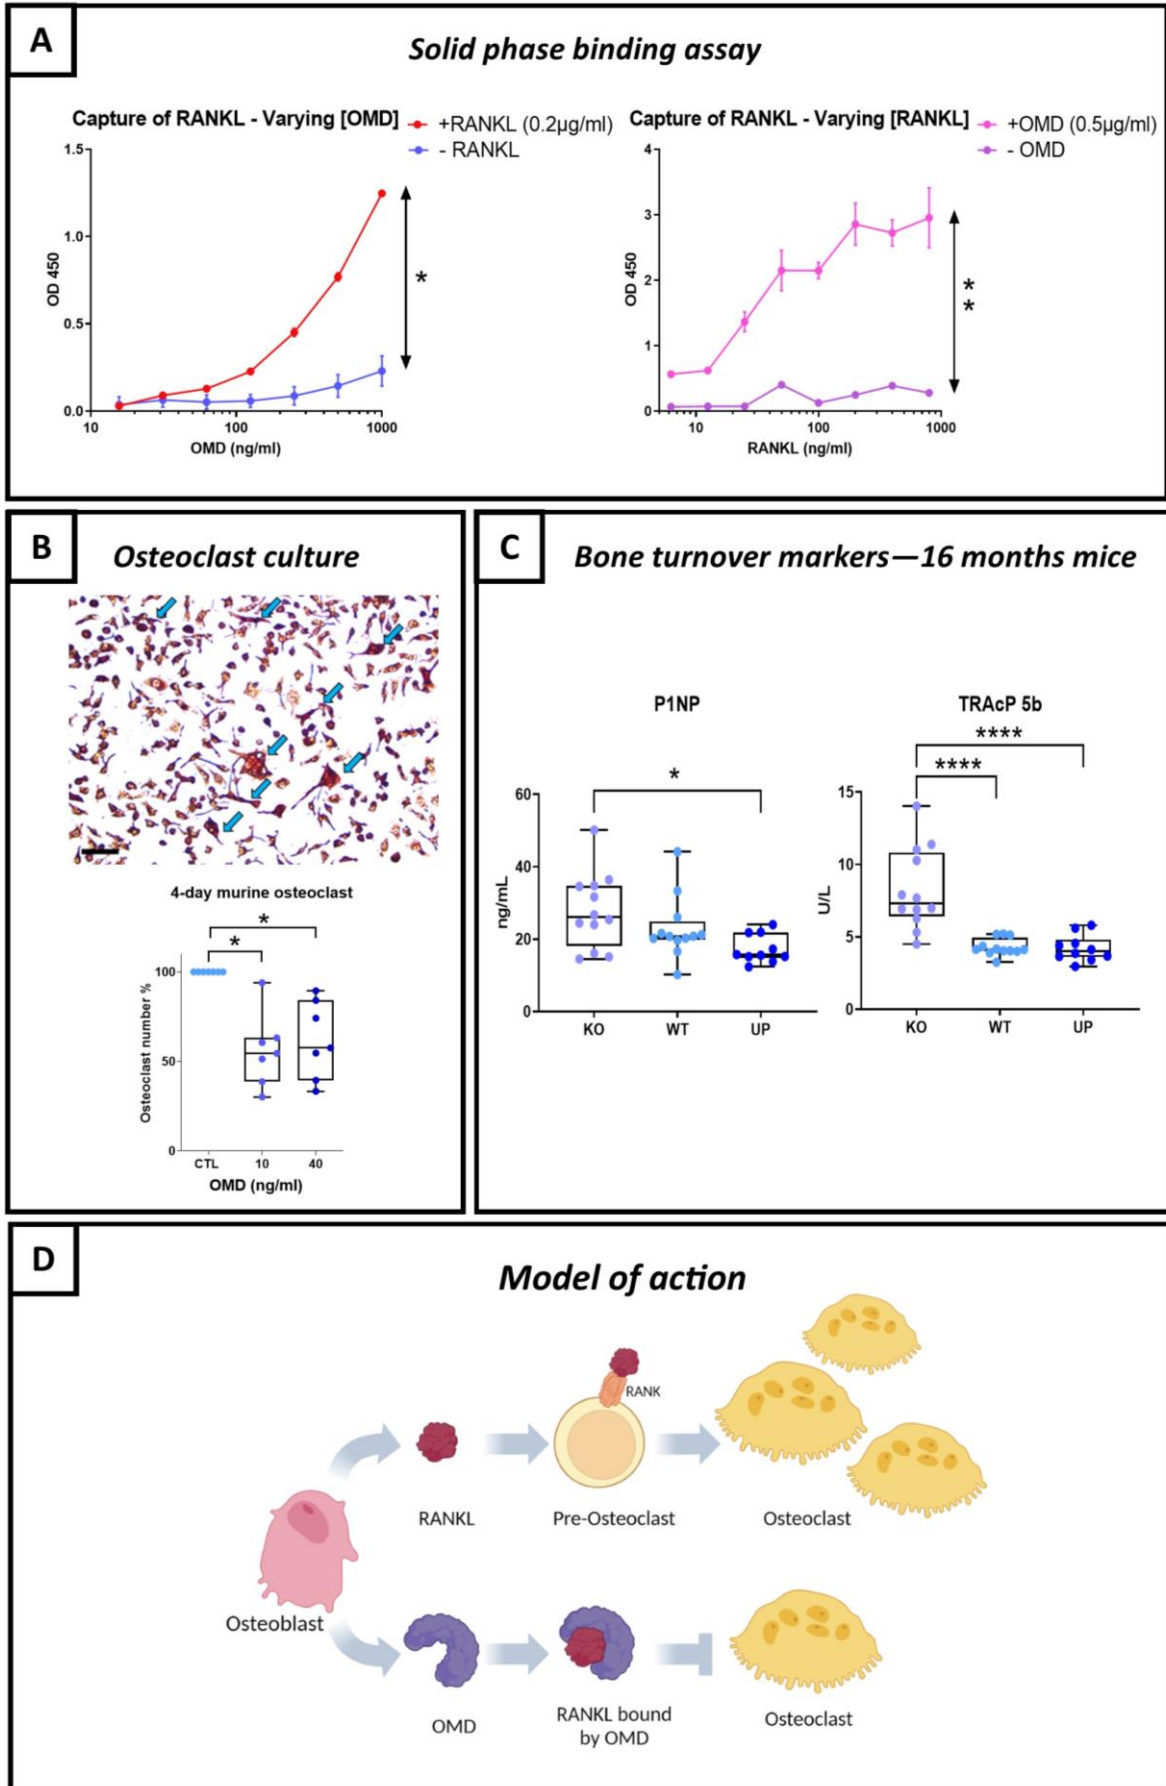 A
Solid phase binding assay
Capture of RANKL - Varying [OMD]
+RANKL (0.2µg/ml)
- RANKL
1.5
1.0
0.5
0.0
OD 450
10
100
1000
OMD (ng/ml)
*
Capture of RANKL - Varying [RANKL]
+OMD (0.5µg/ml)
- OMD
4
3
2
1
0
OD 450
10
100
1000
RANKL (ng/ml)
*
*
B
Osteoclast culture
4-day murine osteoclast
*
*
100
50
0
Osteoclast number %
CTL
10
40
OMD (ng/ml)
C
Bone turnover markers—16 months mice
P1NP
*
60
40
20
0
ng/mL
KO
WT
UP
TRAcP 5b
****
****
15
10
5
0
U/L
KO
WT
UP
D
Model of action
RANK
RANKL
Pre-Osteoclast
Osteoclast
Osteoblast
OMD
RANKL bound
by OMD
Osteoclast